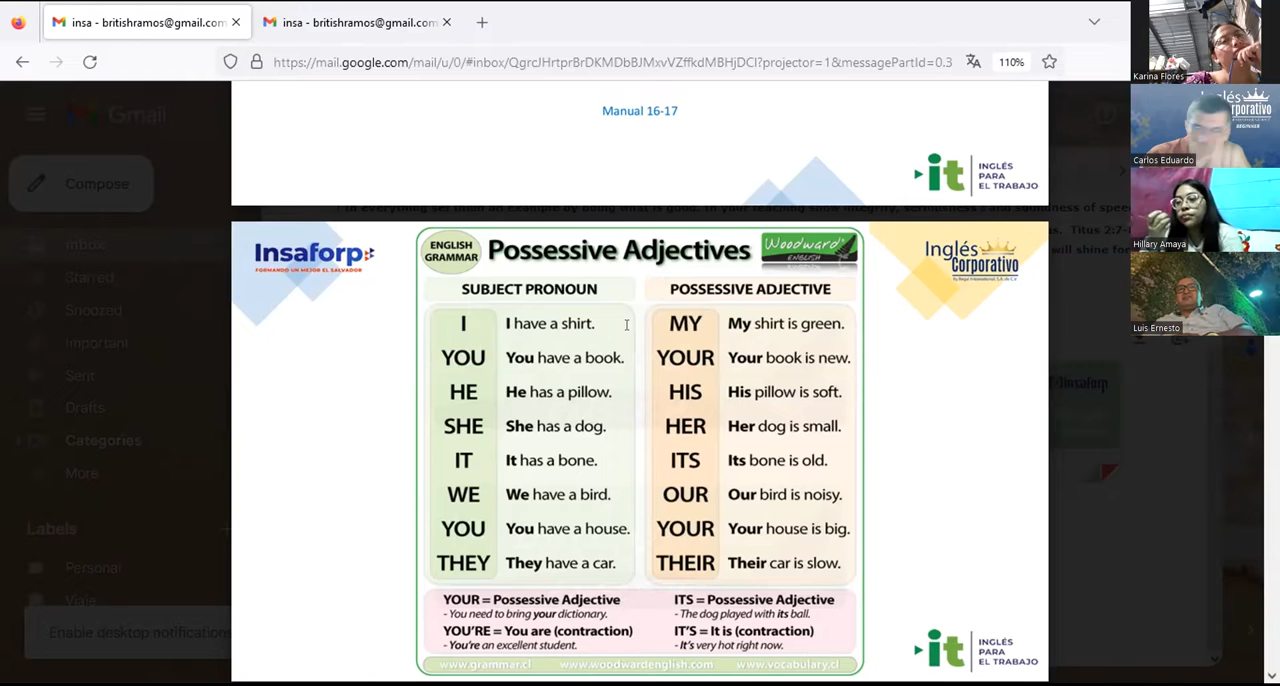 insa - britishramos@gmail.com
insa - britishramos@gmail.com
https://mail.google.com/mail/u/0/#inbox/QgrcJHrtprBrDKMDbBJMxvVZffkdMBHjDCl?projector=1&messagePartId=0.3
110%
Gmail
Compose
Inbox
Starred
Snoozed
Important
Sent
Drafts
Categories
More
Labels
Personal
Enable desktop notifications
Manual 16-17
it INGLÉS
PARA
EL TRABAJO
Insaforp
FORMANDO UN MEJOR EL SALVADOR
ENGLISH
GRAMMAR
Possessive Adjectives
Woodward
ENGLISH
Inglés
Corporativo
SUBJECT PRONOUN POSSESSIVE ADJECTIVE
I I have a shirt. MY My shirt is green.
YOU You have a book. YOUR Your book is new.
HE He has a pillow. HIS His pillow is soft.
SHE She has a dog. HER Her dog is small.
IT It has a bone. ITS Its bone is old.
WE We have a bird. OUR Our bird is noisy.
YOU You have a house. YOUR Your house is big.
THEY They have a car. THEIR Their car is slow.
YOUR = Possessive Adjective
- You need to bring your dictionary.
YOU'RE = You are (contraction)
- You're an excellent student.
ITS = Possessive Adjective
- The dog played with its ball.
IT'S = It is (contraction)
- It's very hot right now.
www.grammar.cl www.woodwardenglish.com www.vocabulary.cl
it INGLÉS
PARA
EL TRABAJO
Karina Flores
Carlos Eduardo
BEGINNER
Hillary Amaya
Luis Ernesto